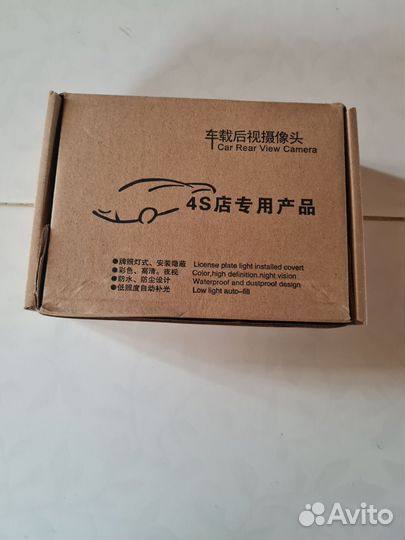 车载后视摄像头
Car Rear View Camera
4S店专用产品
●牌照灯式、安装隐蔽 License plate light installed covert
●彩色、高清、夜视 Color,high definition.night vision
●防水、防尘设计 Waterproof and dustproof design
●低照度自动补光 Low light auto-fill
Avito